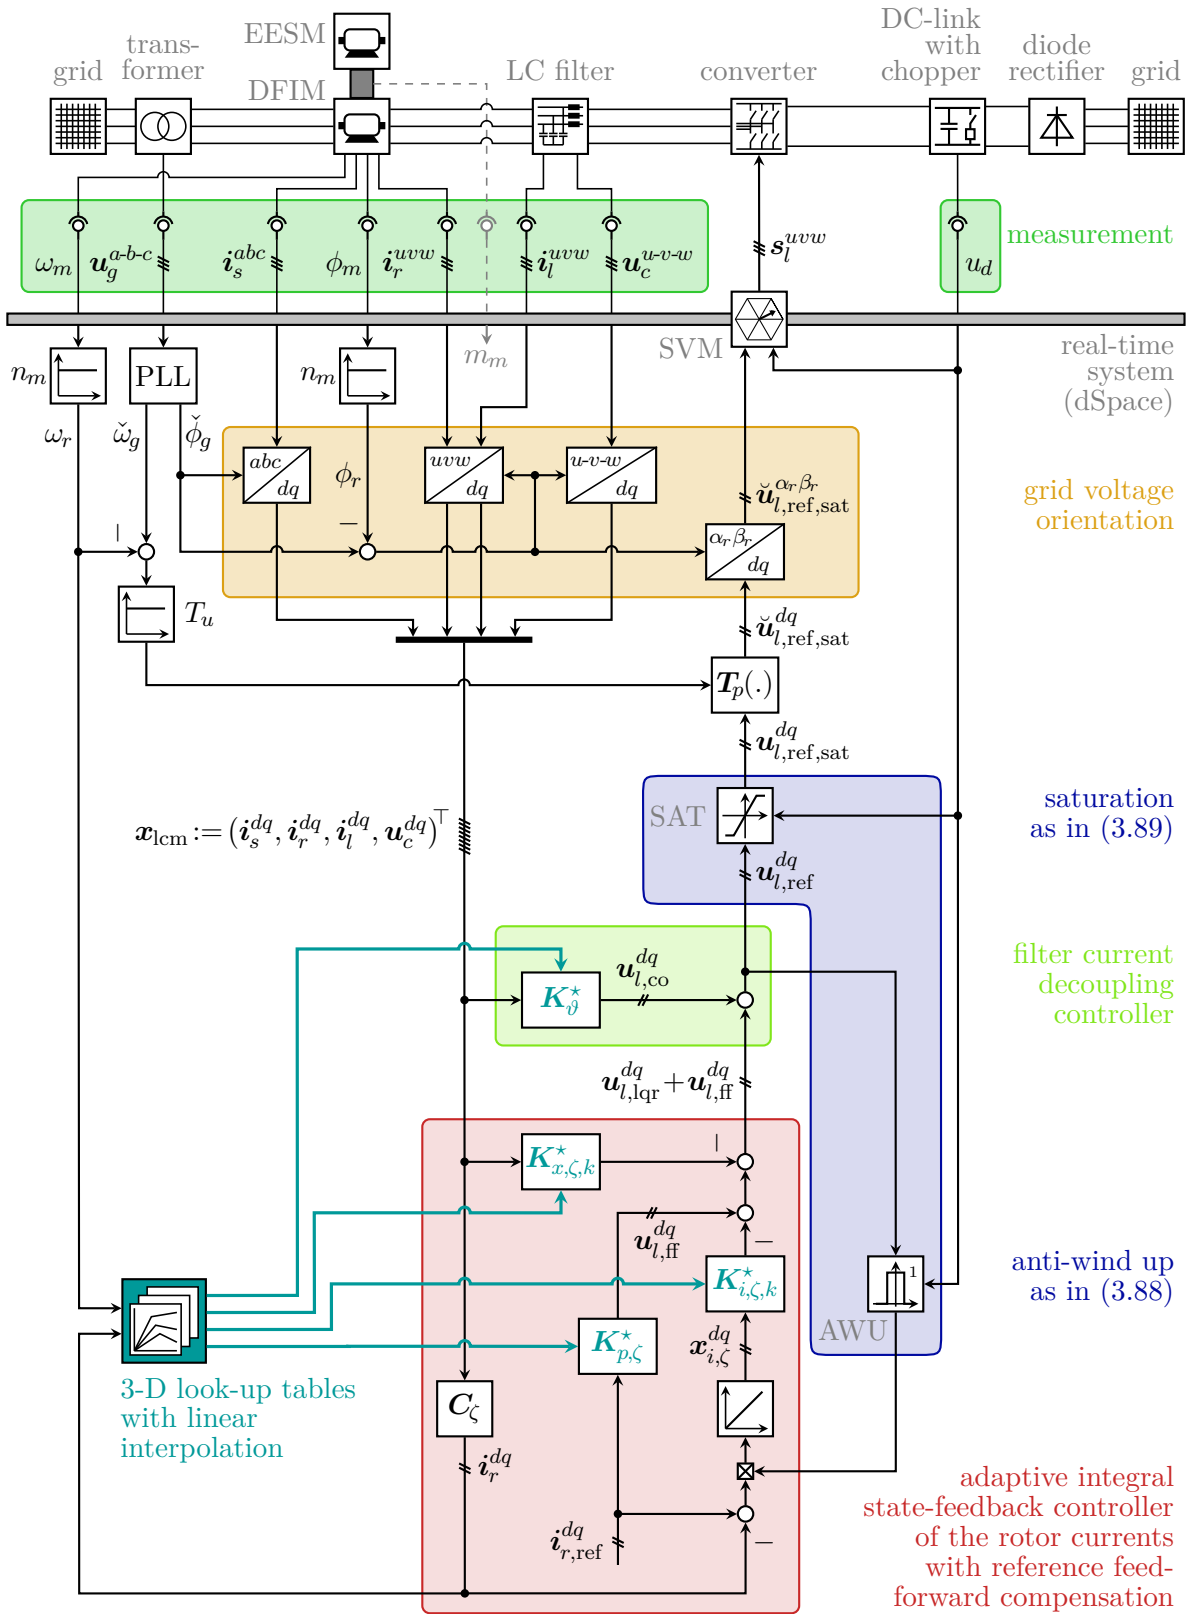 EESM
DC-link
with
chopper
trans-
former
grid
LC filter
converter
diode
rectifier
grid
DFIM
measurement
ω_m
u_g^{a-b-c}
i_s^{abc}
ϕ_m
i_r^{uvw}
i_l^{uvw}
u_c^{u-v-w}
s_l^{uvw}
u_d
SVM
m_m
real-time
system
(dSpace)
n_m
PLL
n_m
ω_r
ω̌_g
ϕ̌_g
abc
dq
ϕ_r
uvw
dq
u-v-w
dq
ŭ_{l,ref,sat}^{α_rβ_r}
grid voltage
orientation
−
−
α_rβ_r
dq
T_u
ŭ_{l,ref,sat}^{dq}
T_p(.)
u_{l,ref,sat}^{dq}
x_{lcm} := (i_s^{dq}, i_r^{dq}, i_l^{dq}, u_c^{dq})^⊤
SAT
saturation
as in (3.89)
u_{l,ref}^{dq}
K_ϑ^⋆
u_{l,co}^{dq}
filter current
decoupling
controller
u_{l,lqr}^{dq} + u_{l,ff}^{dq}
−
K_{x,ζ,k}^⋆
u_{l,ff}^{dq}
−
K_{i,ζ,k}^⋆
1
anti-wind up
as in (3.88)
AWU
K_{p,ζ}^⋆
x_{i,ζ}^{dq}
3-D look-up tables
with linear
interpolation
C_ζ
i_r^{dq}
i_{r,ref}^{dq}
−
adaptive integral
state-feedback controller
of the rotor currents
with reference feed-
forward compensation